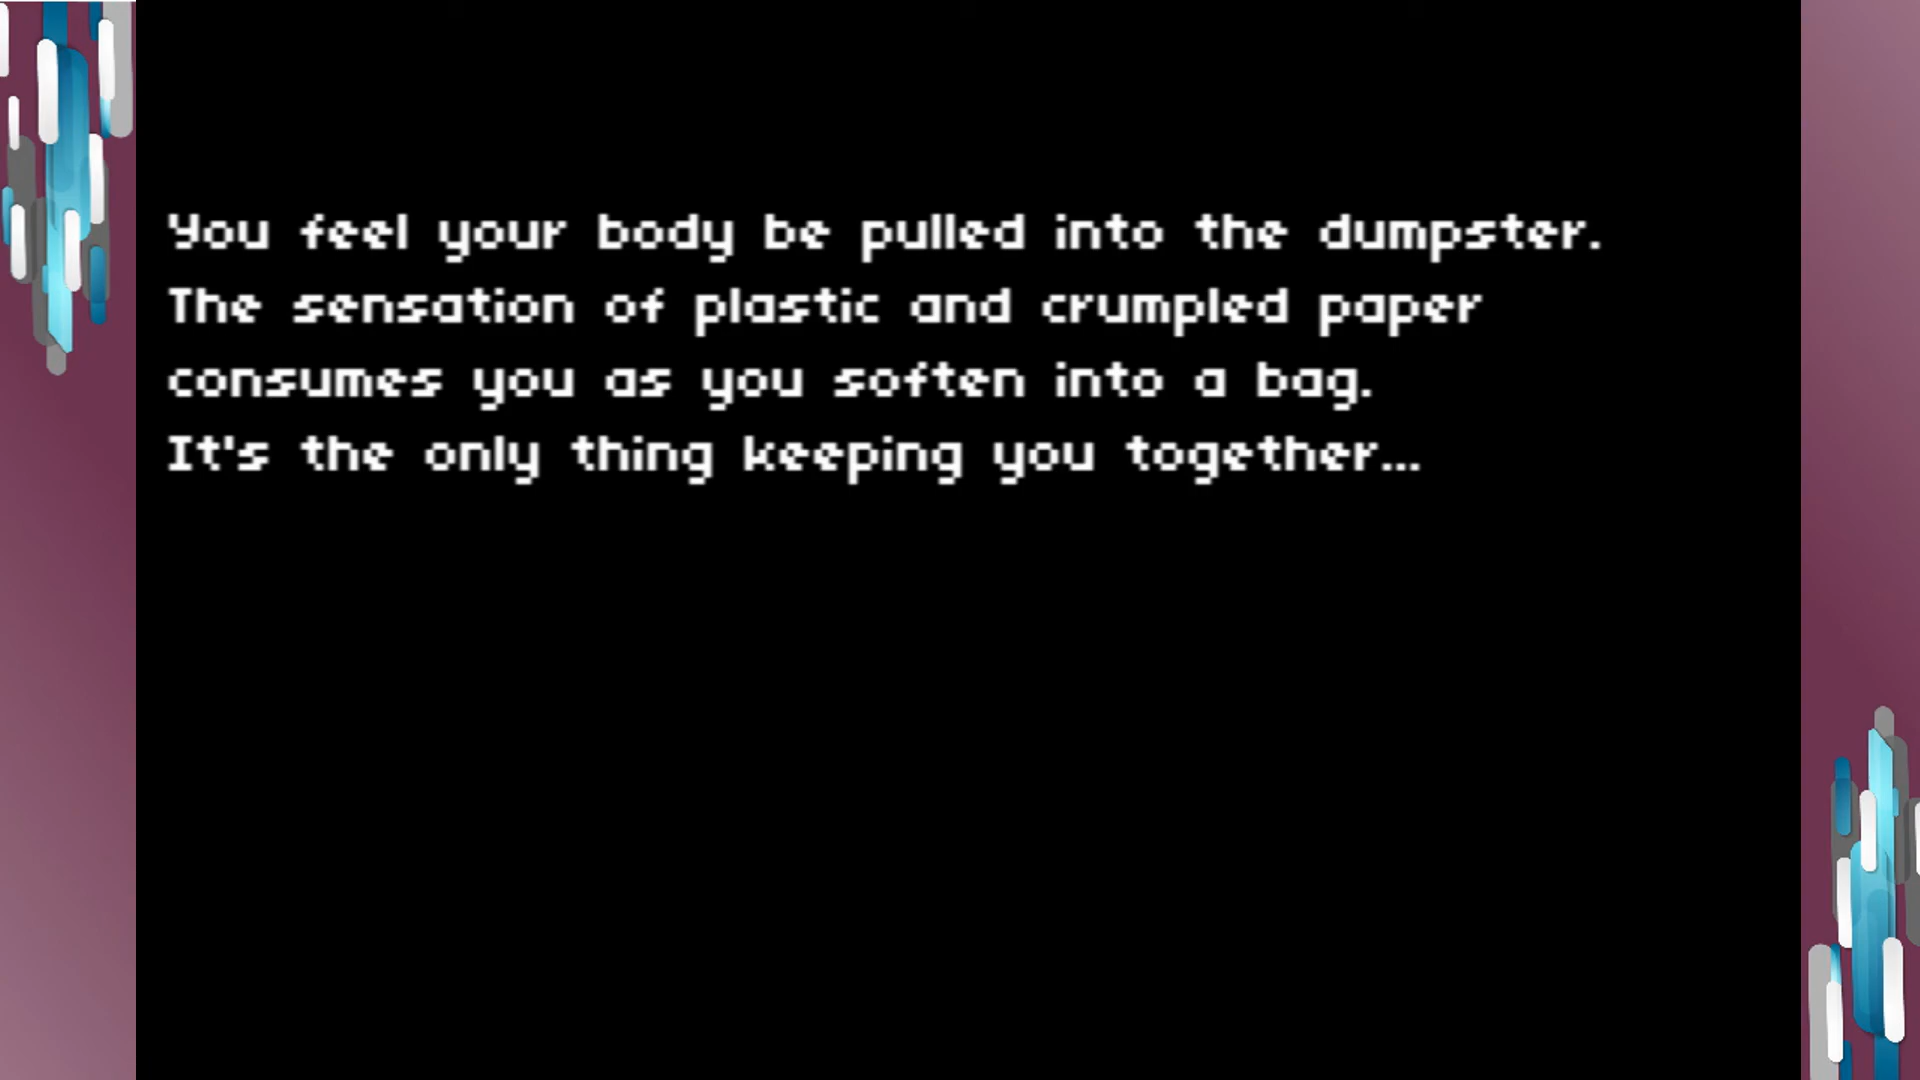 You feel your body be pulled into the dumpster.
The sensation of plastic and crumpled paper
consumes you as you soften into a bag.
It's the only thing keeping you together...